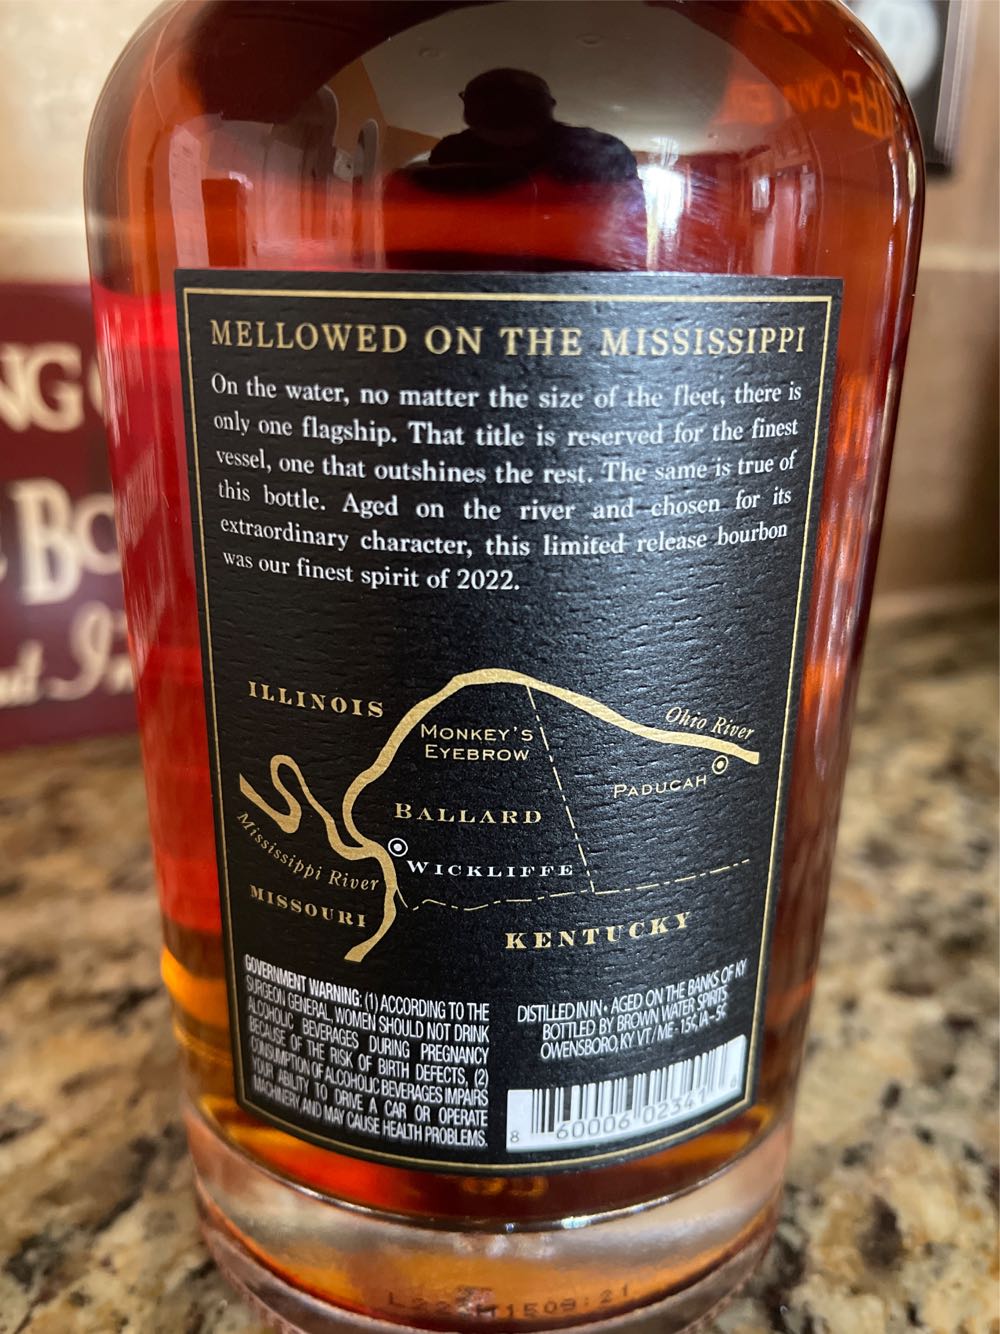 MELLOWED ON THE MISSISSIPPI
On the water, no matter the size of the fleet, there is
only one flagship. That title is reserved for the finest
vessel, one that outshines the rest. The same is true of
this bottle. Aged on the river and chosen for its
extraordinary character, this limited release bourbon
was our finest spirit of 2022.
ILLINOIS
Ohio River
MONKEY'S
EYEBROW
PADUCAH
BALLARD
WICKLIFFE
Mississippi River
MISSOURI
KENTUCKY
GOVERNMENT WARNING: (1) ACCORDING TO THE
SURGEON GENERAL, WOMEN SHOULD NOT DRINK
ALCOHOLIC BEVERAGES DURING PREGNANCY
BECAUSE OF THE RISK OF BIRTH DEFECTS, (2)
CONSUMPTION OF ALCOHOLIC BEVERAGES IMPAIRS
YOUR ABILITY TO DRIVE A CAR OR OPERATE
MACHINERY, AND MAY CAUSE HEALTH PROBLEMS.
DISTILLED IN IN • AGED ON THE BANKS OF KY
BOTTLED BY BROWN WATER SPIRITS
OWENSBORO, KY VT / ME - 15¢, IA - 5¢
8 60006 02341 6